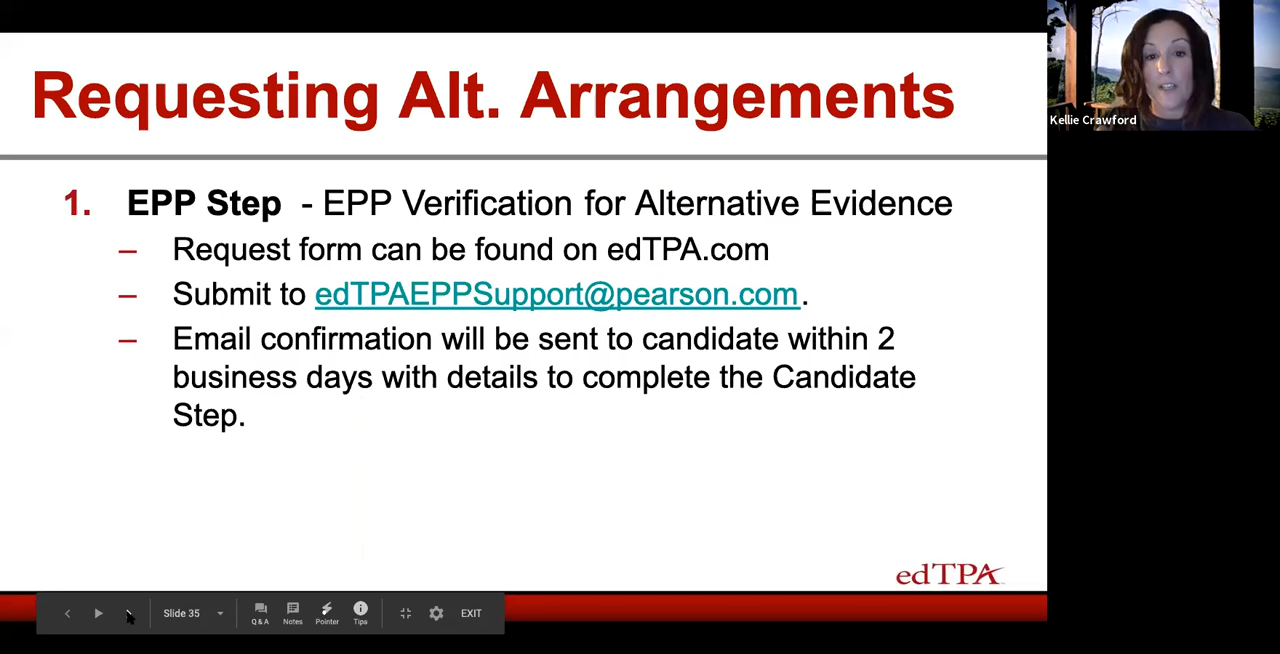 Requesting Alt. Arrangements
Kellie Crawford
1. EPP Step - EPP Verification for Alternative Evidence
– Request form can be found on edTPA.com
– Submit to edTPAEPPSupport@pearson.com.
– Email confirmation will be sent to candidate within 2
business days with details to complete the Candidate
Step.
edTPA
Slide 35
Q & A
Notes
Pointer
Tips
EXIT